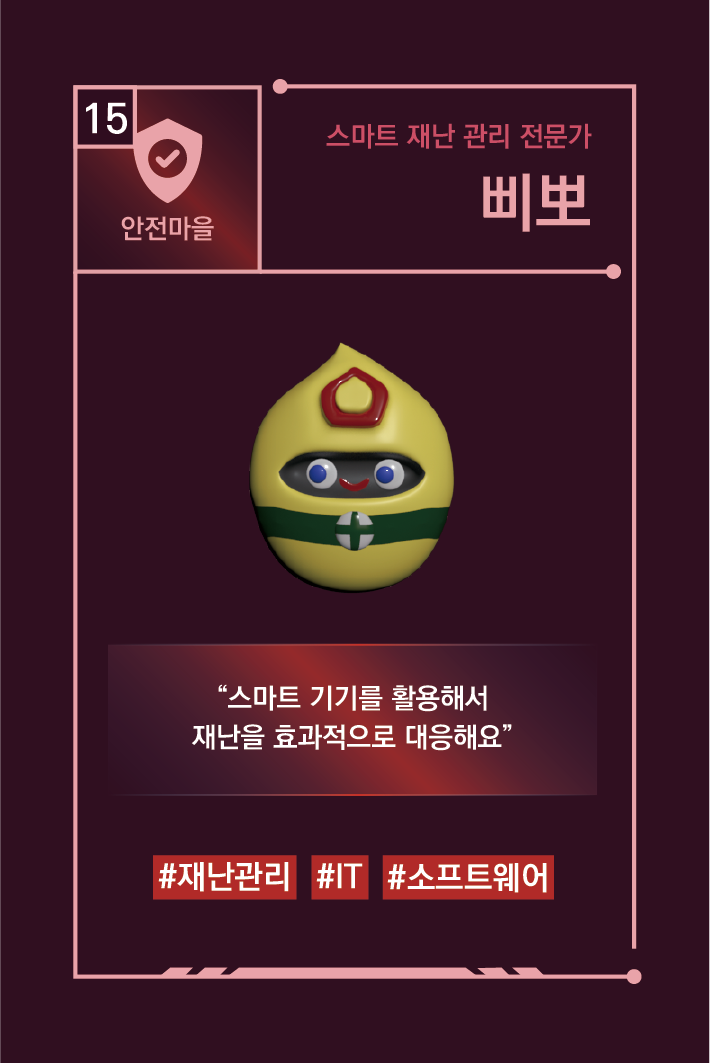 15
안전마을
스마트 재난 관리 전문가
삐뽀
“스마트 기기를 활용해서
재난을 효과적으로 대응해요”
#재난관리 #IT #소프트웨어